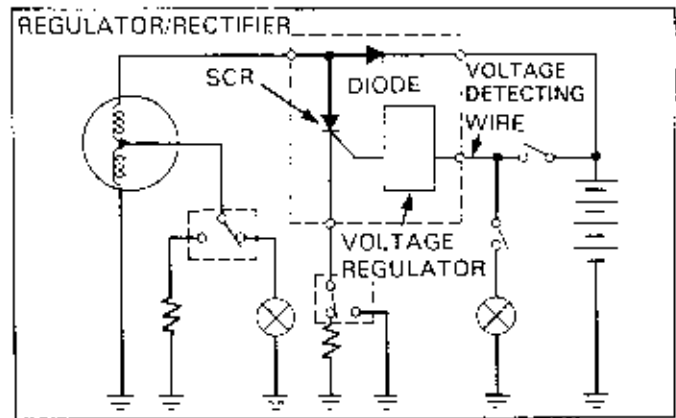 REGULATOR/RECTIFIER
SCR
DIODE
VOLTAGE
DETECTING
WIRE
VOLTAGE
REGULATOR